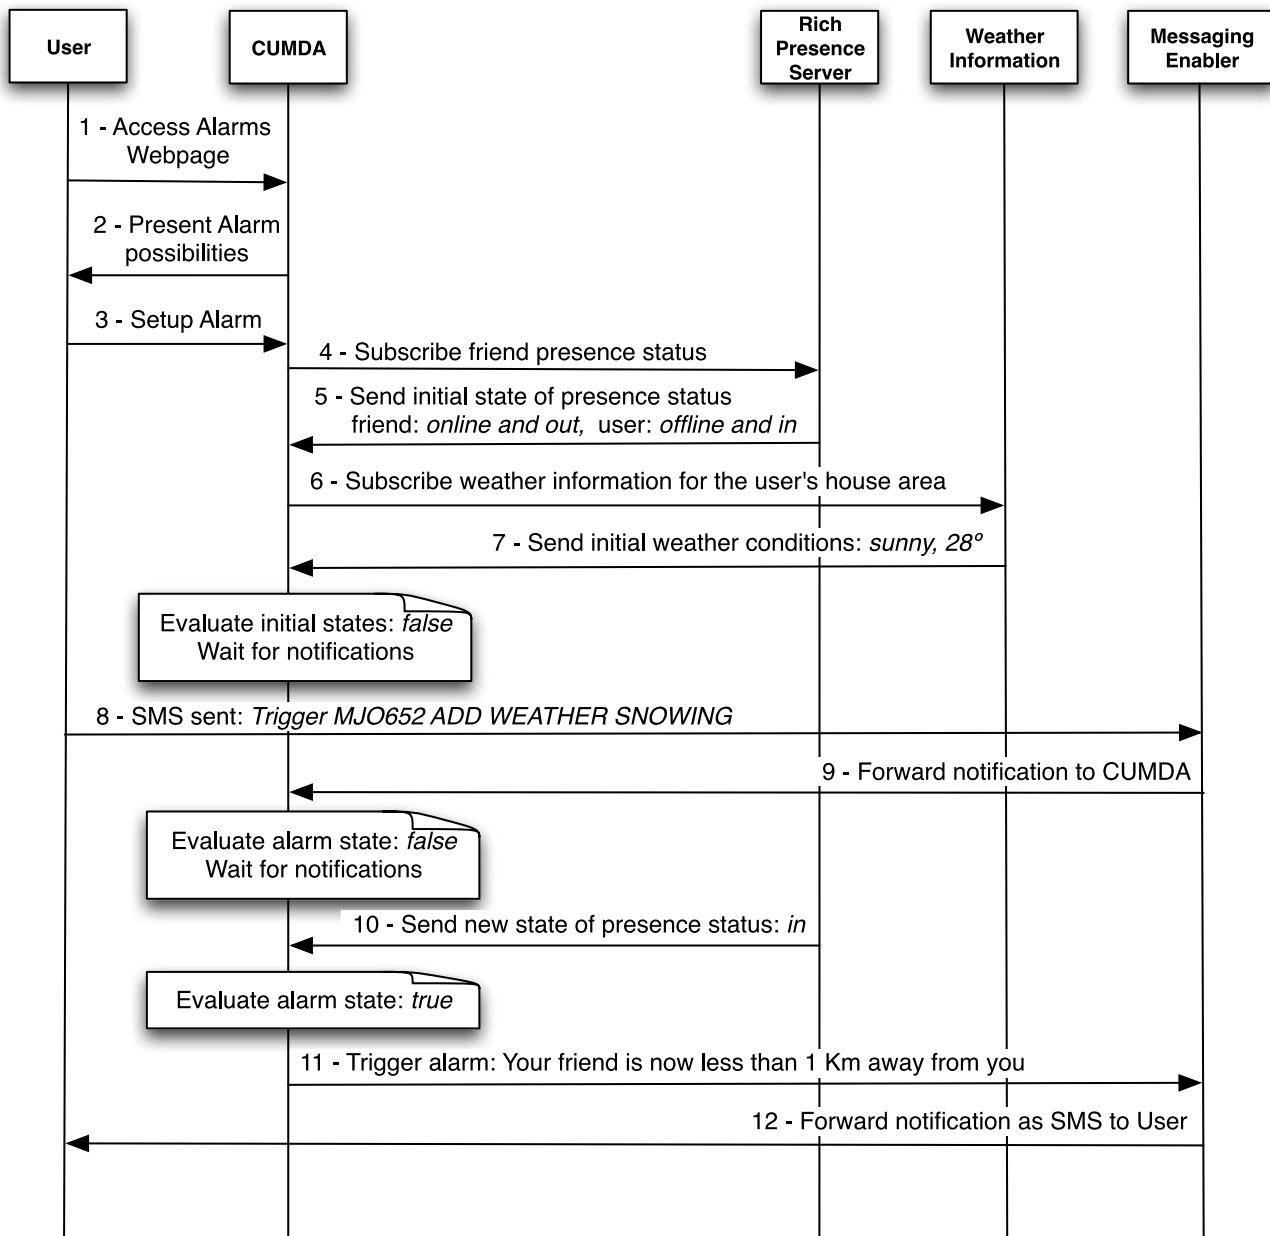 User
CUMDA
Rich
Presence
Server
Weather
Information
Messaging
Enabler
1 - Access Alarms
Webpage
2 - Present Alarm
possibilities
3 - Setup Alarm
4 - Subscribe friend presence status
5 - Send initial state of presence status
friend: online and out, user: offline and in
6 - Subscribe weather information for the user's house area
7 - Send initial weather conditions: sunny, 28º
Evaluate initial states: false
Wait for notifications
8 - SMS sent: Trigger MJO652 ADD WEATHER SNOWING
9 - Forward notification to CUMDA
Evaluate alarm state: false
Wait for notifications
10 - Send new state of presence status: in
Evaluate alarm state: true
11 - Trigger alarm: Your friend is now less than 1 Km away from you
12 - Forward notification as SMS to User